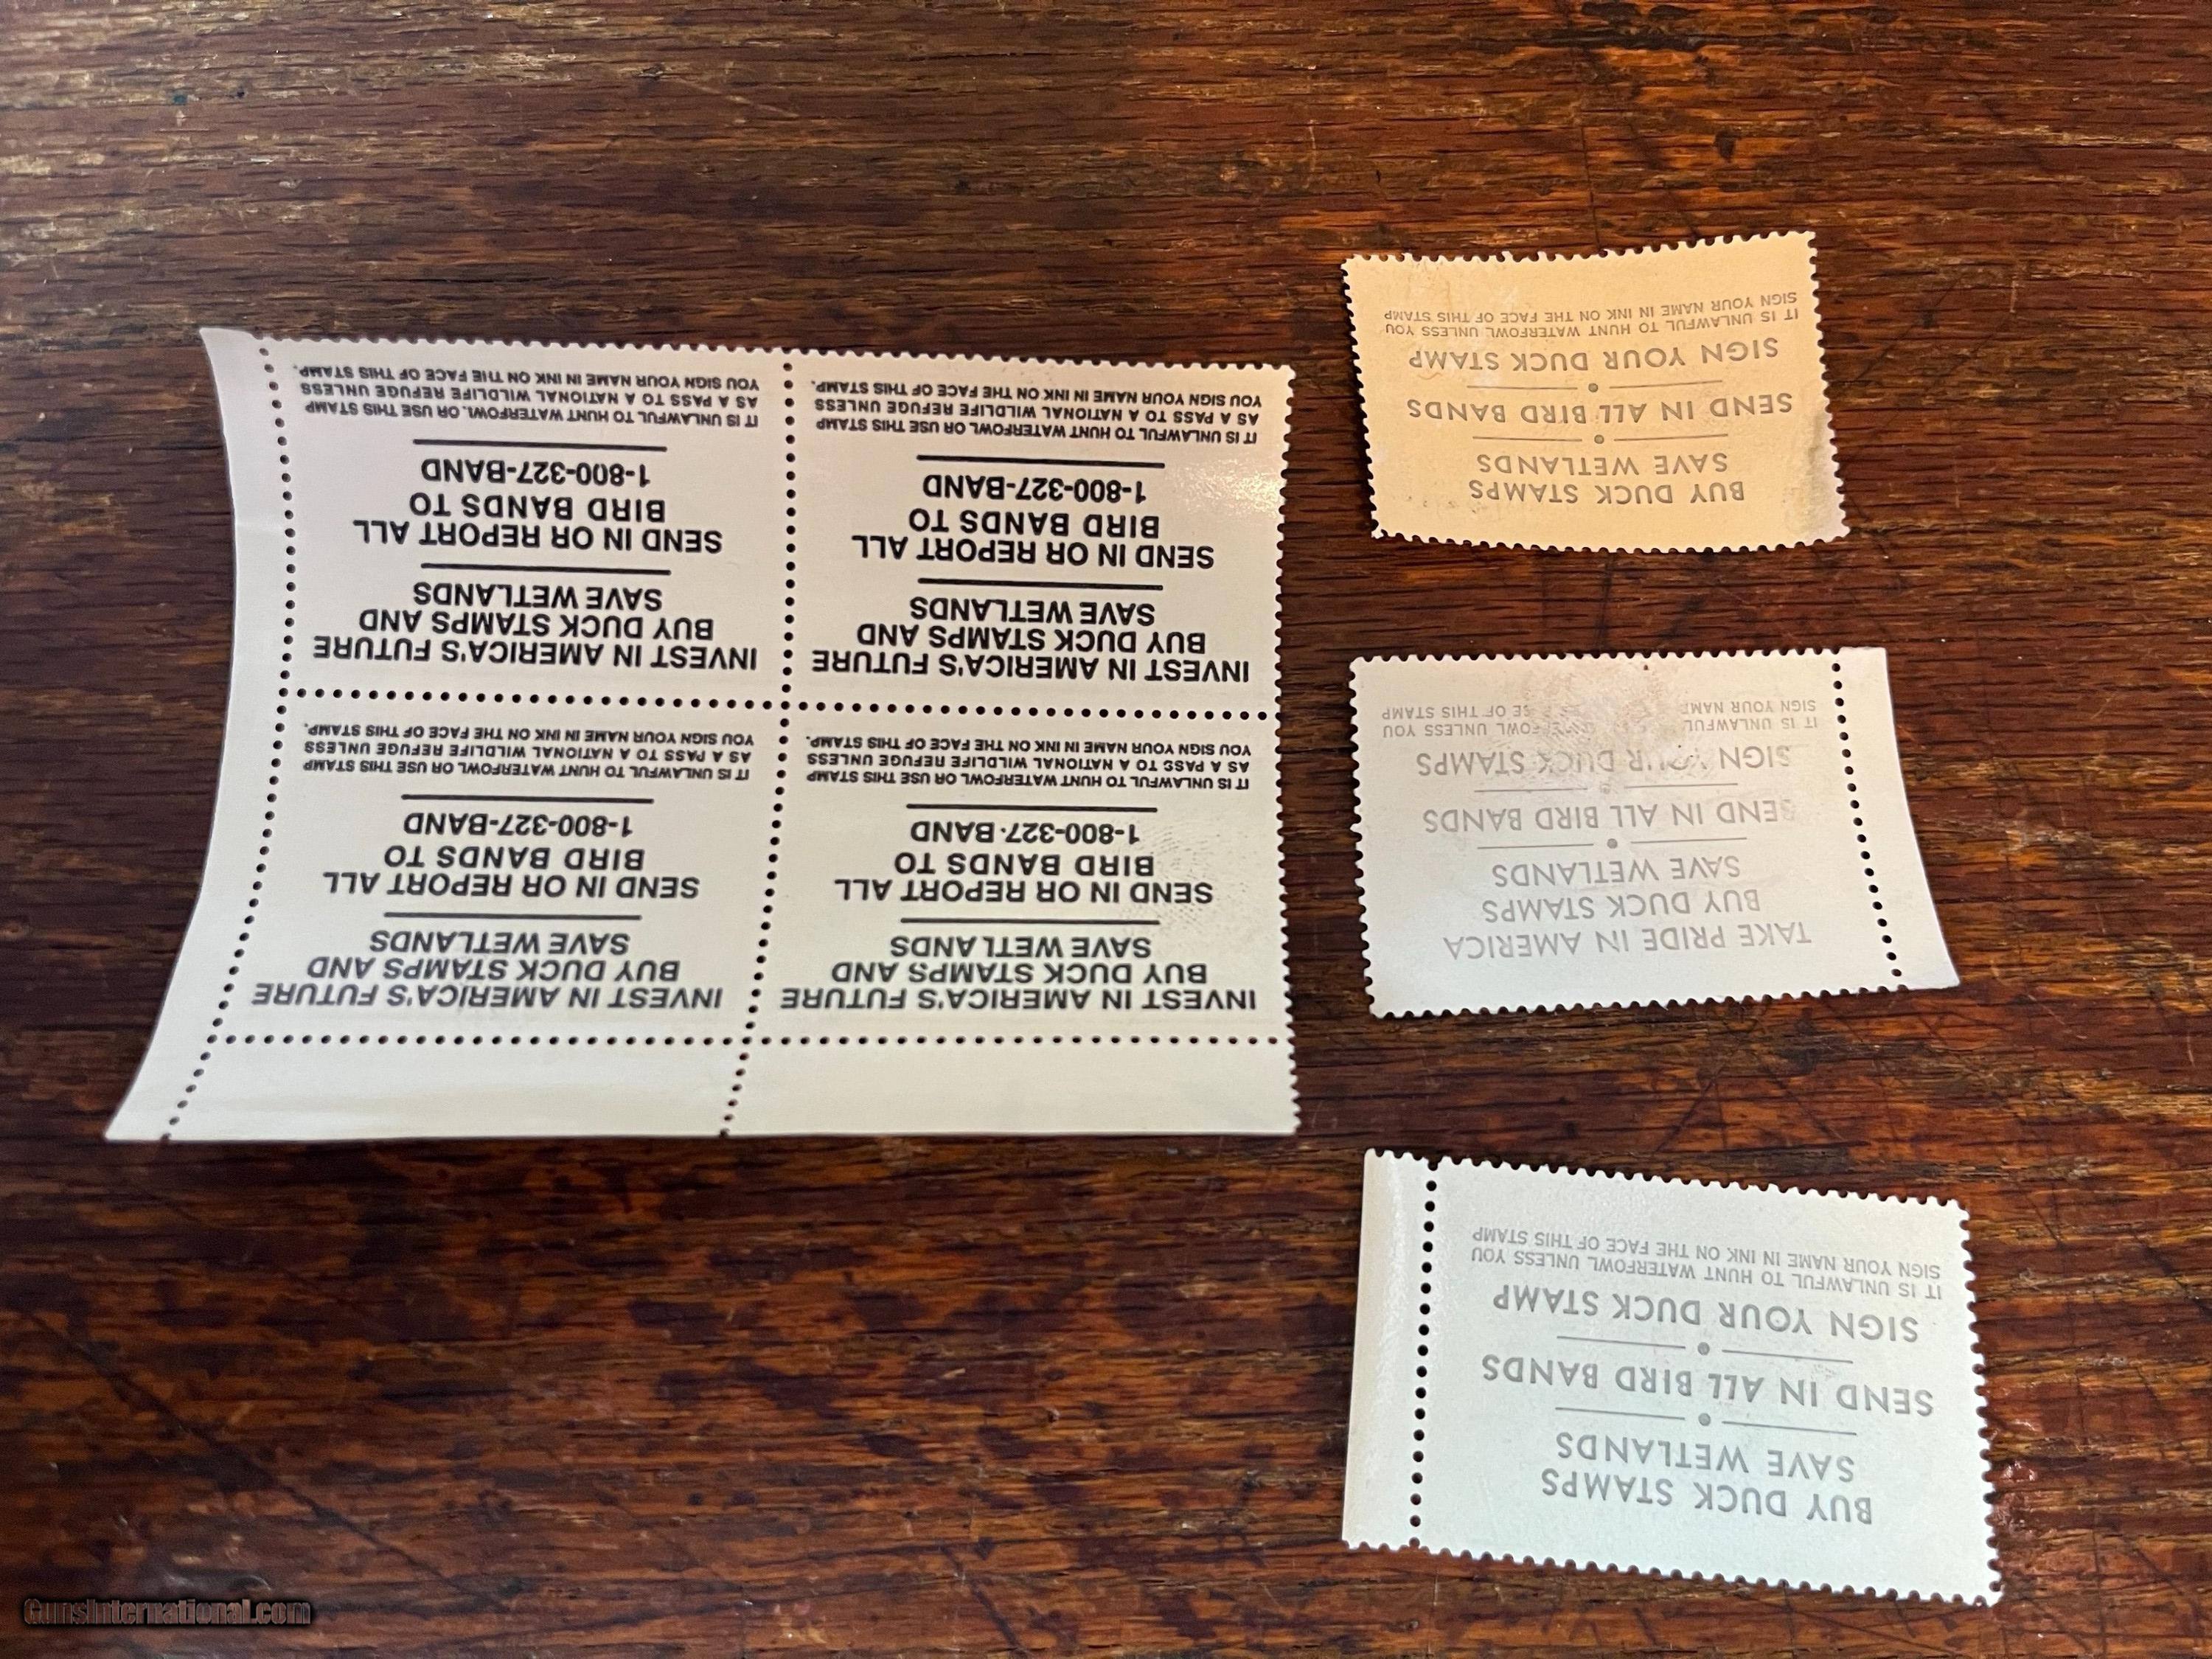 INVEST IN AMERICA'S FUTURE
BUY DUCK STAMPS AND
SAVE WETLANDS
SEND IN OR REPORT ALL
BIRD BANDS TO
1-800-327-BAND
IT IS UNLAWFUL TO HUNT WATERFOWL OR USE THIS STAMP
AS A PASS TO A NATIONAL WILDLIFE REFUGE UNLESS
YOU SIGN YOUR NAME IN INK ON THE FACE OF THIS STAMP.
INVEST IN AMERICA'S FUTURE
BUY DUCK STAMPS AND
SAVE WETLANDS
SEND IN OR REPORT ALL
BIRD BANDS TO
1-800-327-BAND
IT IS UNLAWFUL TO HUNT WATERFOWL OR USE THIS STAMP
AS A PASS TO A NATIONAL WILDLIFE REFUGE UNLESS
YOU SIGN YOUR NAME IN INK ON THE FACE OF THIS STAMP.
INVEST IN AMERICA'S FUTURE
BUY DUCK STAMPS AND
SAVE WETLANDS
SEND IN OR REPORT ALL
BIRD BANDS TO
1-800-327-BAND
IT IS UNLAWFUL TO HUNT WATERFOWL OR USE THIS STAMP
AS A PASS TO A NATIONAL WILDLIFE REFUGE UNLESS
YOU SIGN YOUR NAME IN INK ON THE FACE OF THIS STAMP.
INVEST IN AMERICA'S FUTURE
BUY DUCK STAMPS AND
SAVE WETLANDS
SEND IN OR REPORT ALL
BIRD BANDS TO
1-800-327-BAND
IT IS UNLAWFUL TO HUNT WATERFOWL OR USE THIS STAMP
AS A PASS TO A NATIONAL WILDLIFE REFUGE UNLESS
YOU SIGN YOUR NAME IN INK ON THE FACE OF THIS STAMP.
BUY DUCK STAMPS
SAVE WETLANDS
SEND IN ALL BIRD BANDS
SIGN YOUR DUCK STAMP
IT IS UNLAWFUL TO HUNT WATERFOWL UNLESS YOU
SIGN YOUR NAME IN INK ON THE FACE OF THIS STAMP
TAKE PRIDE IN AMERICA
BUY DUCK STAMPS
SAVE WETLANDS
SEND IN ALL BIRD BANDS
SIGN YOUR DUCK STAMPS
IT IS UNLAWFUL UNLESS YOU
SIGN YOUR NAME OF THIS STAMP
BUY DUCK STAMPS
SAVE WETLANDS
SEND IN ALL BIRD BANDS
SIGN YOUR DUCK STAMP
IT IS UNLAWFUL TO HUNT WATERFOWL UNLESS YOU
SIGN YOUR NAME IN INK ON THE FACE OF THIS STAMP
GunsInternational.com